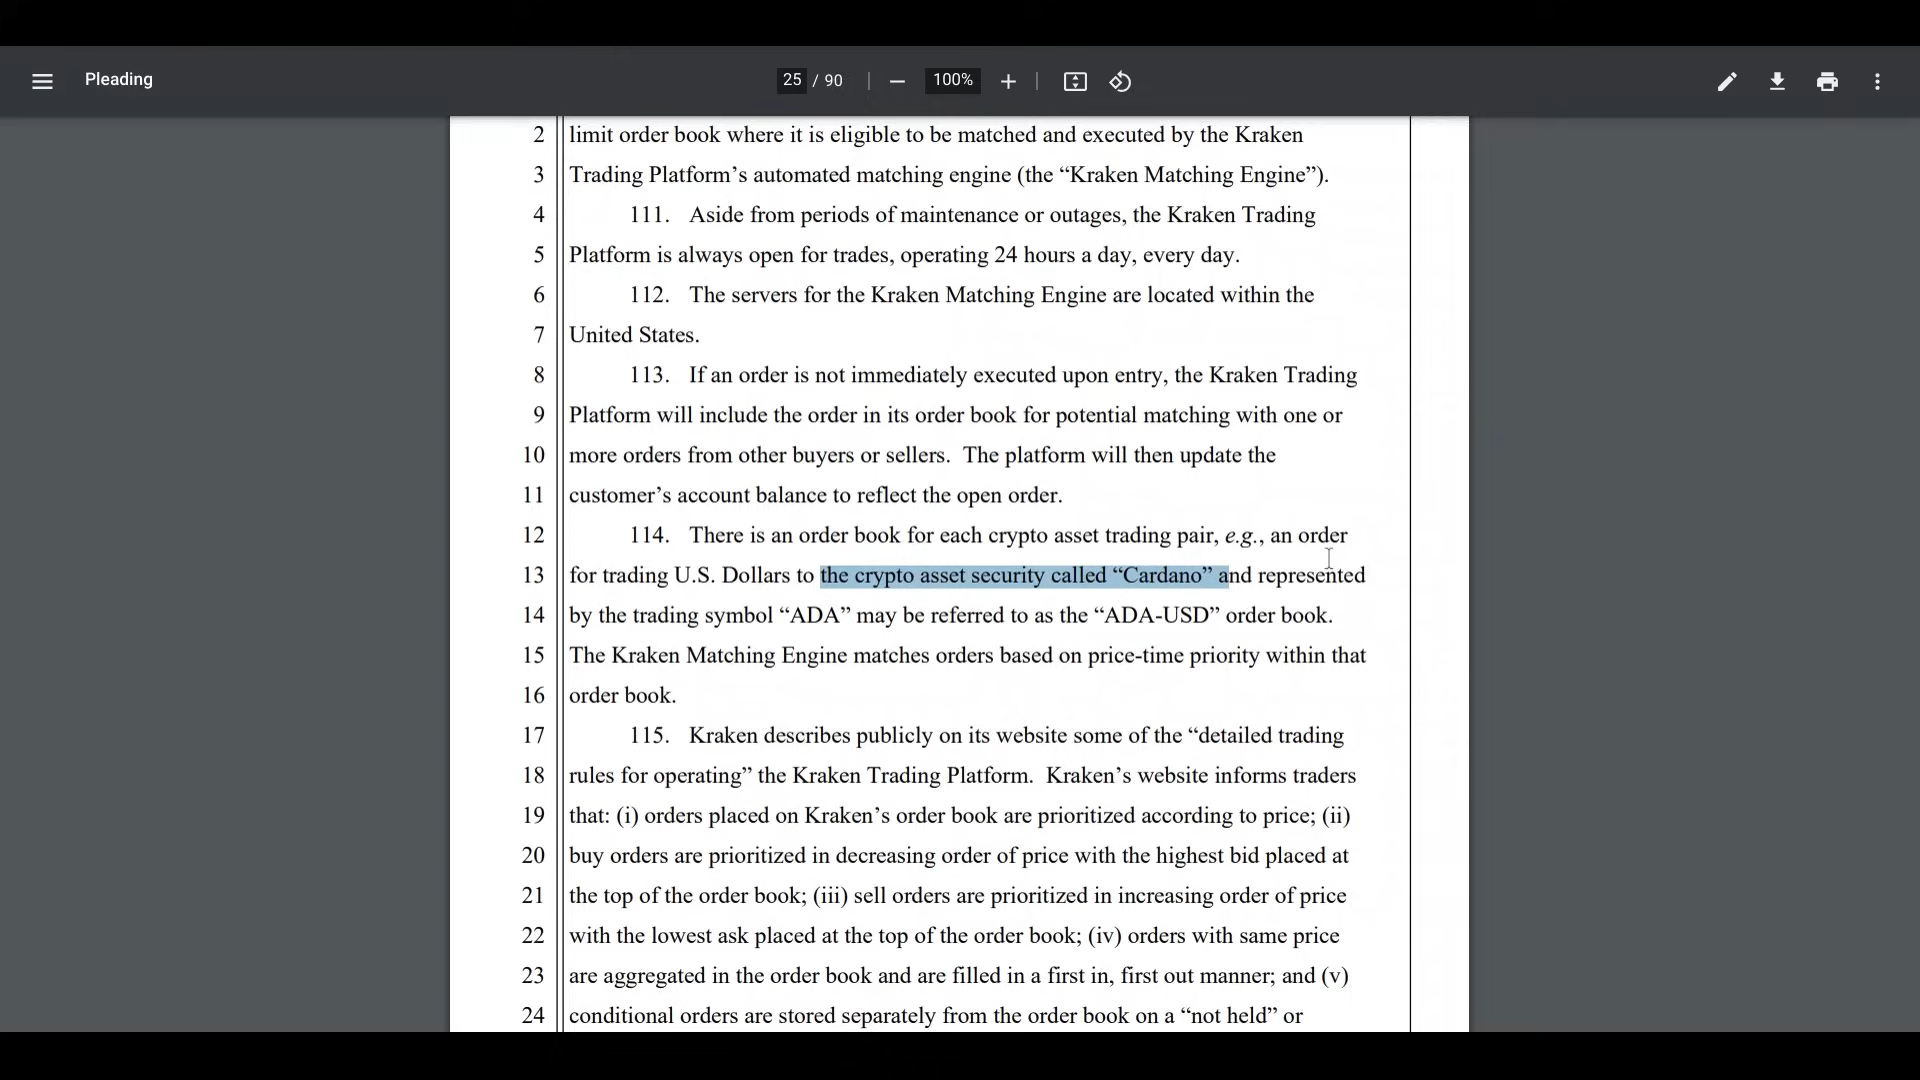 Pleading
25 / 90
100%
2 limit order book where it is eligible to be matched and executed by the Kraken
3 Trading Platform’s automated matching engine (the “Kraken Matching Engine”).
4 111. Aside from periods of maintenance or outages, the Kraken Trading
5 Platform is always open for trades, operating 24 hours a day, every day.
6 112. The servers for the Kraken Matching Engine are located within the
7 United States.
8 113. If an order is not immediately executed upon entry, the Kraken Trading
9 Platform will include the order in its order book for potential matching with one or
10 more orders from other buyers or sellers. The platform will then update the
11 customer’s account balance to reflect the open order.
12 114. There is an order book for each crypto asset trading pair, e.g., an order
13 for trading U.S. Dollars to the crypto asset security called “Cardano” and represented
14 by the trading symbol “ADA” may be referred to as the “ADA-USD” order book.
15 The Kraken Matching Engine matches orders based on price-time priority within that
16 order book.
17 115. Kraken describes publicly on its website some of the “detailed trading
18 rules for operating” the Kraken Trading Platform. Kraken’s website informs traders
19 that: (i) orders placed on Kraken’s order book are prioritized according to price; (ii)
20 buy orders are prioritized in decreasing order of price with the highest bid placed at
21 the top of the order book; (iii) sell orders are prioritized in increasing order of price
22 with the lowest ask placed at the top of the order book; (iv) orders with same price
23 are aggregated in the order book and are filled in a first in, first out manner; and (v)
24 conditional orders are stored separately from the order book on a “not held” or